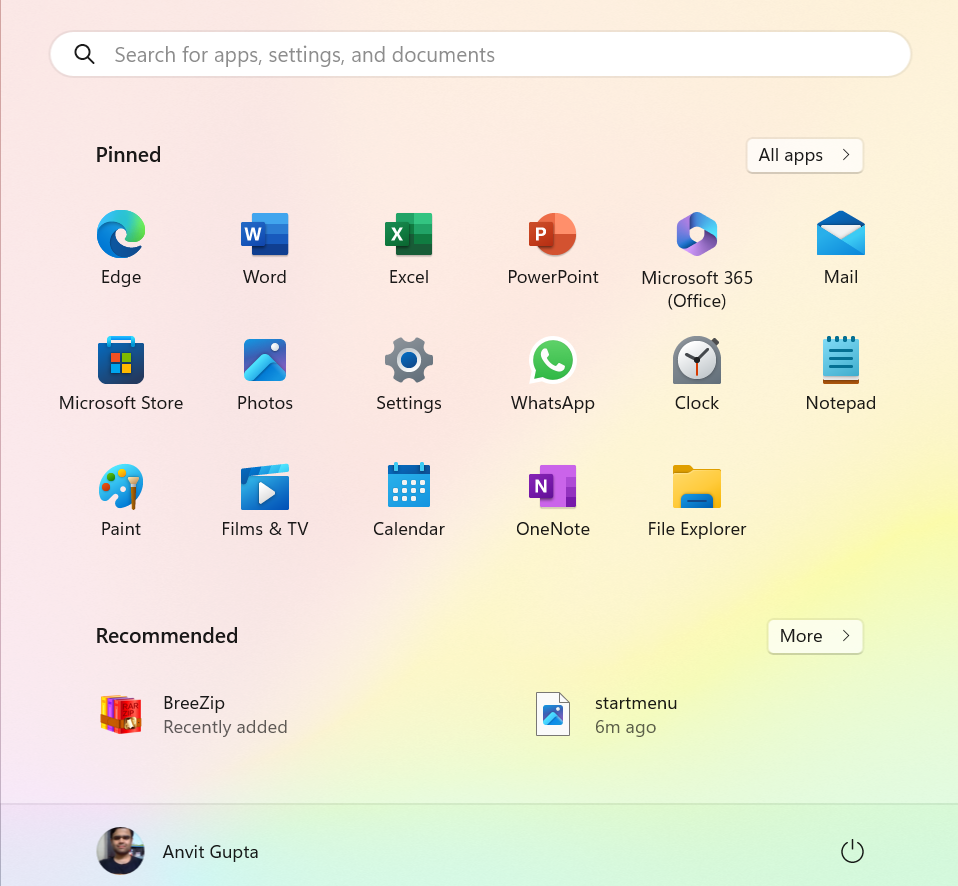 Search for apps, settings, and documents
Pinned
All apps
Edge
Word
Excel
PowerPoint
Microsoft 365
(Office)
Mail
Microsoft Store
Photos
Settings
WhatsApp
Clock
Notepad
Paint
Films & TV
Calendar
OneNote
File Explorer
Recommended
More
BreeZip
Recently added
startmenu
6m ago
Anvit Gupta